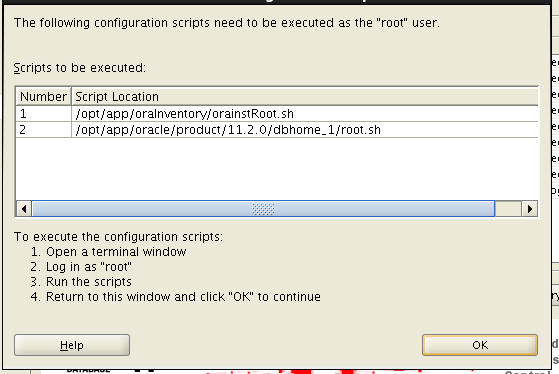 The following configuration scripts need to be executed as the "root" user.
Scripts to be executed:
Number Script Location
1 /opt/app/oraInventory/orainstRoot.sh
2 /opt/app/oracle/product/11.2.0/dbhome_1/root.sh
To execute the configuration scripts:
1. Open a terminal window
2. Log in as "root"
3. Run the scripts
4. Return to this window and click "OK" to continue
Help OK
DATABASE